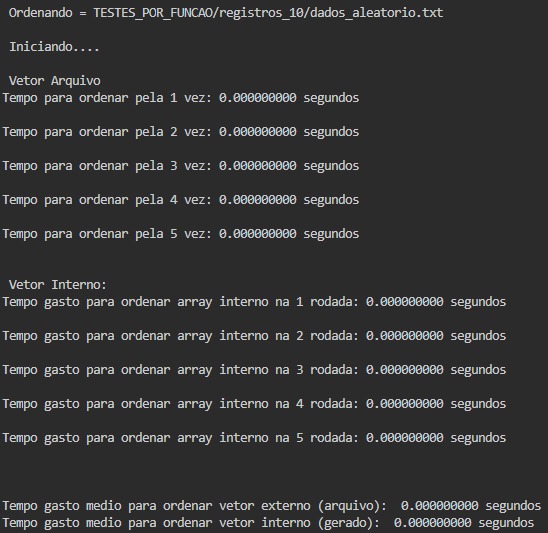 Ordenando = TESTES_POR_FUNCAO/registros_10/dados_aleatorio.txt
Iniciando....
Vetor Arquivo
Tempo para ordenar pela 1 vez: 0.000000000 segundos
Tempo para ordenar pela 2 vez: 0.000000000 segundos
Tempo para ordenar pela 3 vez: 0.000000000 segundos
Tempo para ordenar pela 4 vez: 0.000000000 segundos
Tempo para ordenar pela 5 vez: 0.000000000 segundos
Vetor Interno:
Tempo gasto para ordenar array interno na 1 rodada: 0.000000000 segundos
Tempo gasto para ordenar array interno na 2 rodada: 0.000000000 segundos
Tempo gasto para ordenar array interno na 3 rodada: 0.000000000 segundos
Tempo gasto para ordenar array interno na 4 rodada: 0.000000000 segundos
Tempo gasto para ordenar array interno na 5 rodada: 0.000000000 segundos
Tempo gasto medio para ordenar vetor externo (arquivo):  0.000000000 segundos
Tempo gasto medio para ordenar vetor interno (gerado):  0.000000000 segundos